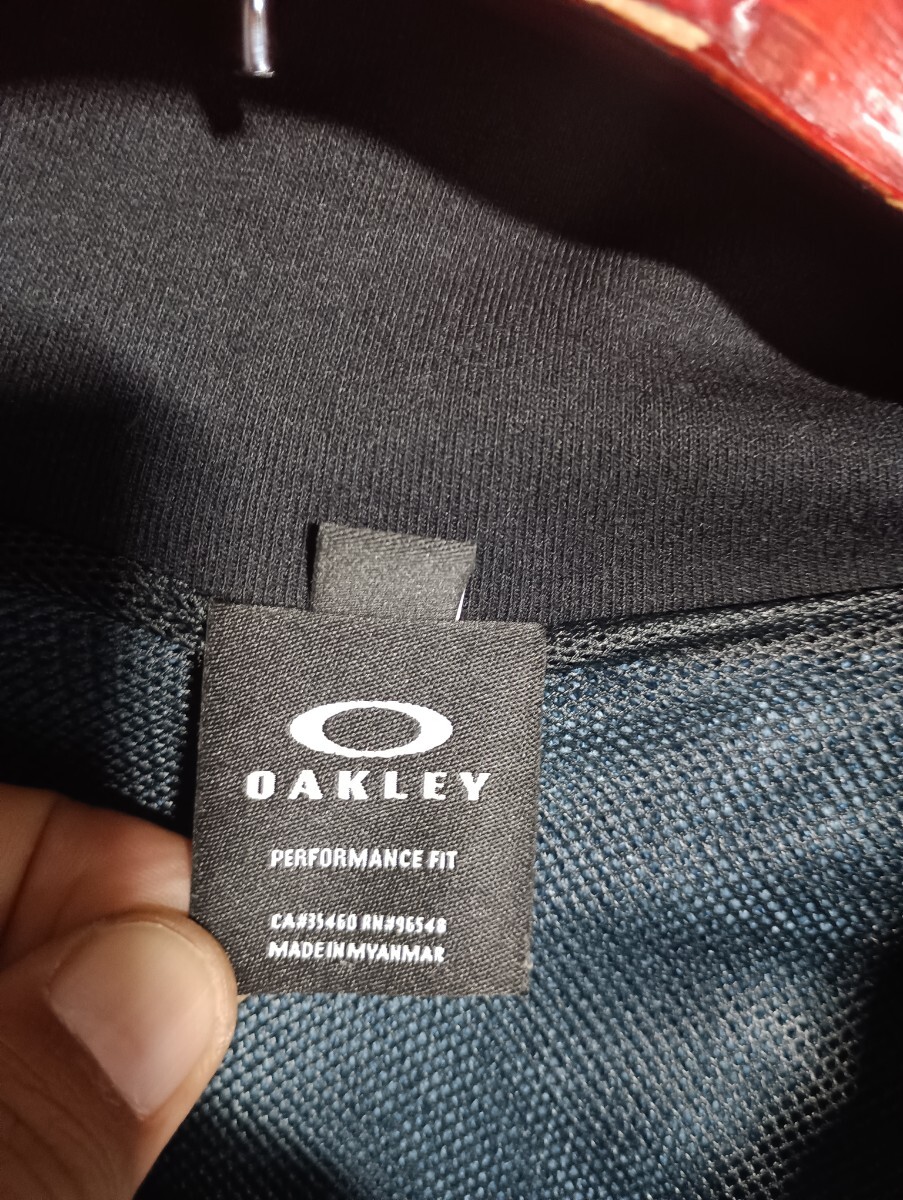 OAKLEY
PERFORMANCE FIT
CA#35460 RN#96548
MADE IN MYANMAR